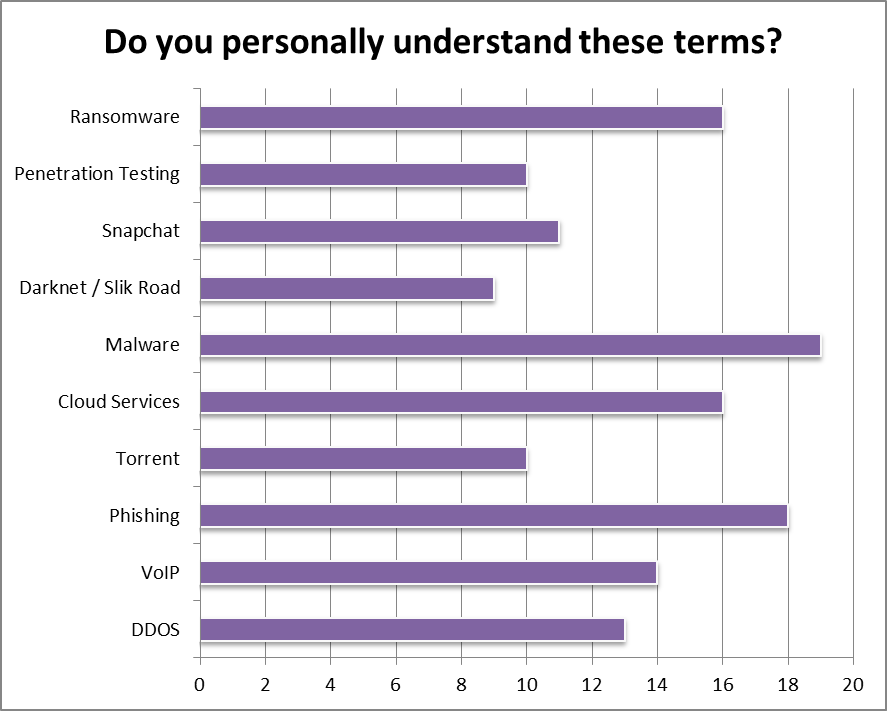 Do you personally understand these terms?
Ransomware
Penetration Testing
Snapchat
Darknet / Slik Road
Malware
Cloud Services
Torrent
Phishing
VoIP
DDOS
0 2 4 6 8 10 12 14 16 18 20